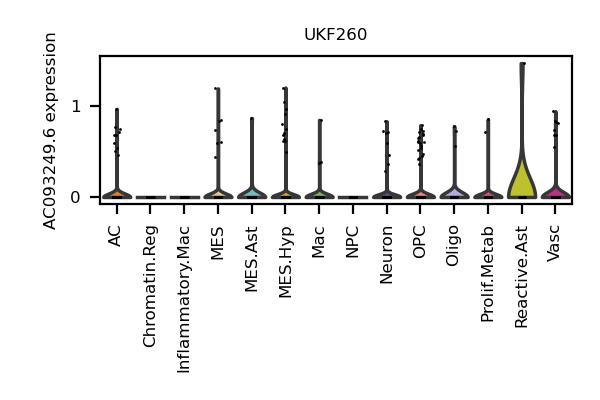 UKF260
AC093249.6 expression
1
0
AC
Chromatin.Reg
Inflammatory.Mac
MES
MES.Ast
MES.Hyp
Mac
NPC
Neuron
OPC
Oligo
Prolif.Metab
Reactive.Ast
Vasc